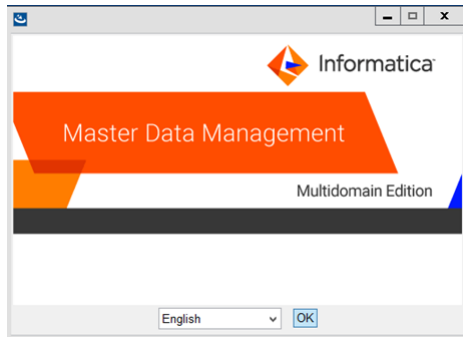 Informatica
Master Data Management
Multidomain Edition
English
OK